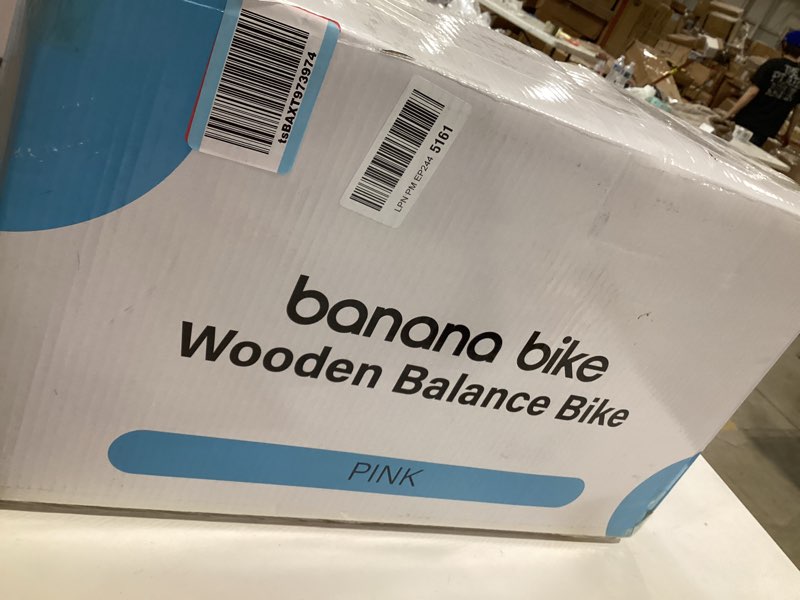 tsBAXT973974
LPN PM EP244 5161
banana bike
Wooden Balance Bike
PINK